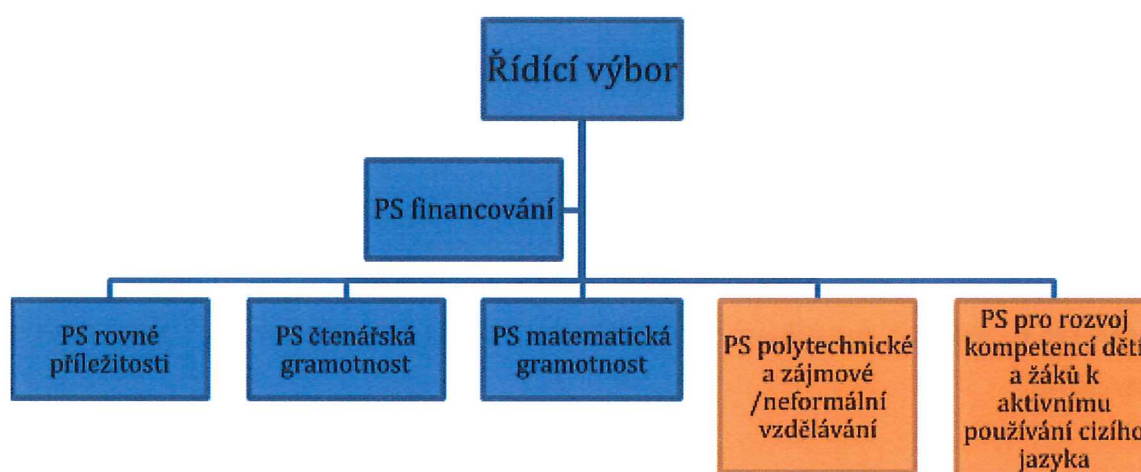 Řídící výbor
PS financování
PS rovné
příležitosti
PS čtenářská
gramotnost
PS matematická
gramotnost
PS polytechnické
a zájmové
/neformální
vzdělávání
PS pro rozvoj
kompetencí dětí
a žáků k
aktivnímu
používání cizího
jazyka